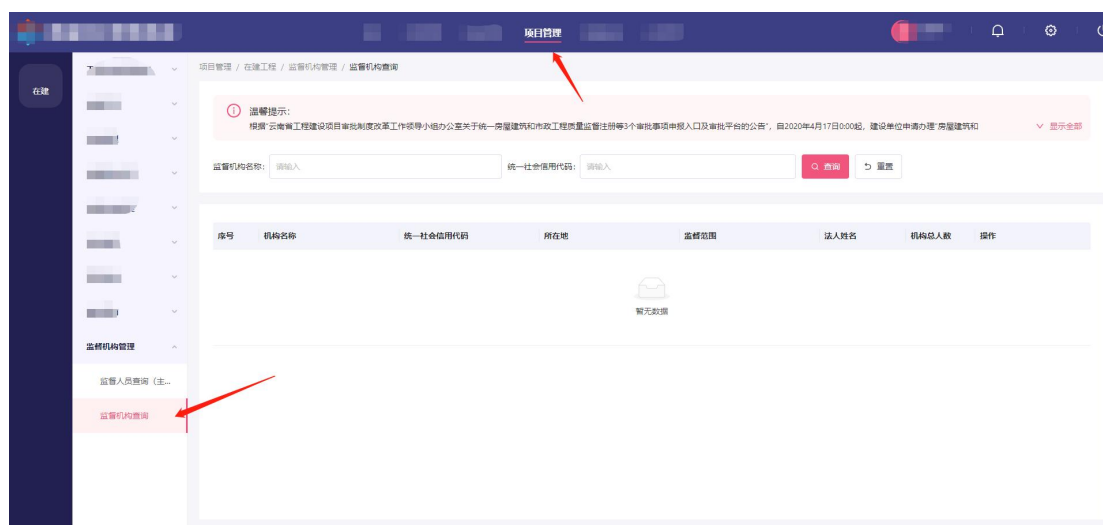 项目管理
在建
项目管理 / 在建工程 / 监督机构管理 / 监督机构查询
温馨提示:
根据"云南省工程建设项目审批制度改革工作领导小组办公室关于统一房屋建筑和市政工程质量监督注册等3个审批事项申报入口及审批平台的公告", 自2020年4月17日0:00起, 建设单位申请办理"房屋建筑和
显示全部
监督机构名称: 请输入 统一社会信用代码: 请输入 查询 重置
序号 机构名称 统一社会信用代码 所在地 监督范围 法人姓名 机构总人数 操作
暂无数据
监督机构管理
监督人员查询（主...
监督机构查询